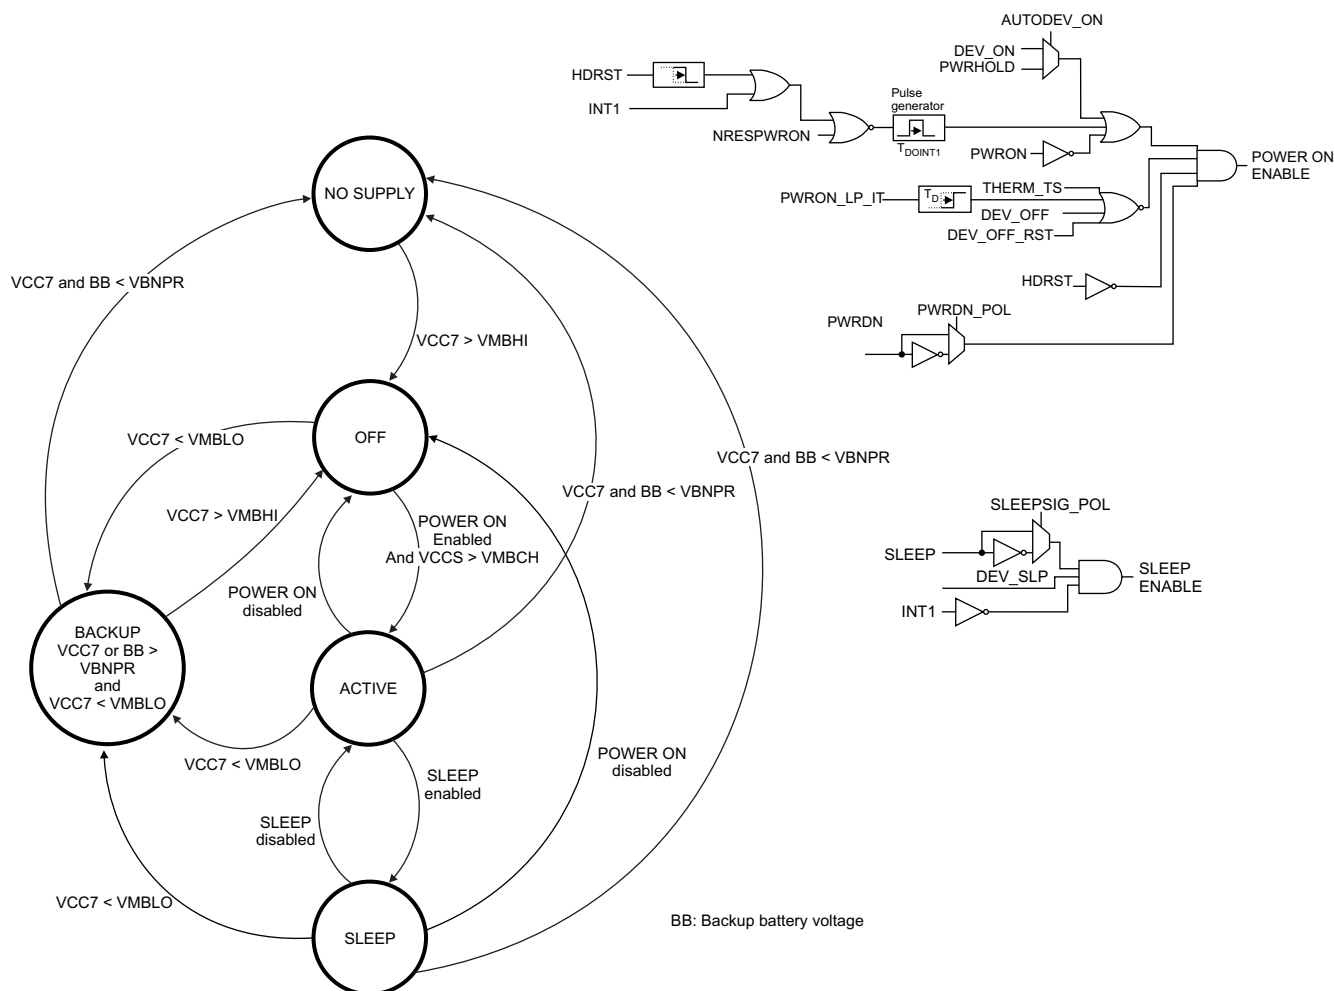 AUTODEV_ON
DEV_ON
PWRHOLD
HDRST
INT1
Pulse
generator
NRESPWRON
TDOINT1
PWRON
POWER ON
ENABLE
PWRON_LP_IT
TD
THERM_TS
DEV_OFF
DEV_OFF_RST
HDRST
PWRDN_POL
PWRDN
NO SUPPLY
VCC7 and BB < VBNPR
VCC7 > VMBHI
OFF
VCC7 < VMBLO
VCC7 and BB < VBNPR
VCC7 and BB < VBNPR
VCC7 > VMBHI
POWER ON
Enabled
And VCCS > VMBCH
POWER ON
disabled
SLEEPSIG_POL
SLEEP
DEV_SLP
SLEEP
ENABLE
INT1
BACKUP
VCC7 or BB >
VBNPR
and
VCC7 < VMBLO
ACTIVE
VCC7 < VMBLO
POWER ON
disabled
SLEEP
enabled
SLEEP
disabled
VCC7 < VMBLO
SLEEP
BB: Backup battery voltage